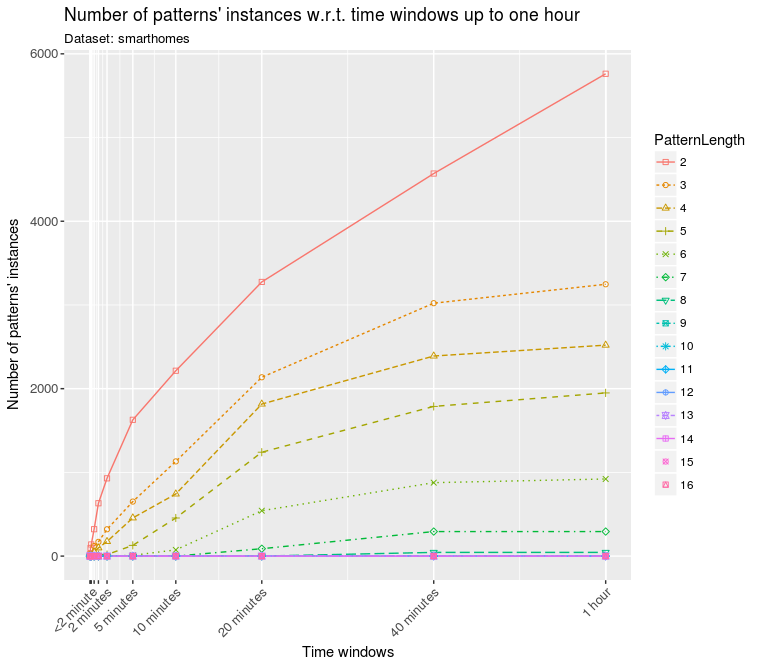 Number of patterns' instances w.r.t. time windows up to one hour
Dataset: smarthomes
6000
4000
2000
0
Number of patterns' instances
<2 minute
2 minutes
5 minutes
10 minutes
20 minutes
40 minutes
1 hour
Time windows
PatternLength
2
3
4
5
6
7
8
9
10
11
12
13
14
15
16